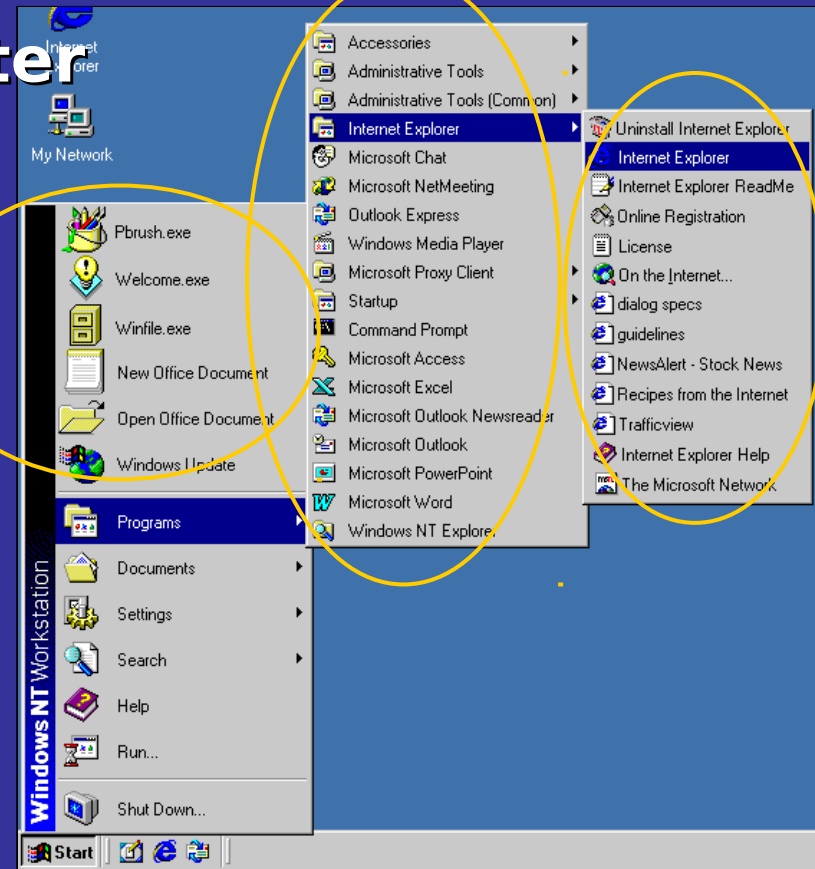 ter
Internet
Explorer
My Network
Pbrush.exe
Welcome.exe
Winfile.exe
New Office Document
Open Office Document
Windows Update
Programs
Documents
Settings
Search
Help
Run...
Shut Down...
Windows NT Workstation
Start
Accessories
Administrative Tools
Administrative Tools (Common)
Internet Explorer
Microsoft Chat
Microsoft NetMeeting
Outlook Express
Windows Media Player
Microsoft Proxy Client
Startup
Command Prompt
Microsoft Access
Microsoft Excel
Microsoft Outlook Newsreader
Microsoft Outlook
Microsoft PowerPoint
Microsoft Word
Windows NT Explorer
Uninstall Internet Explorer
Internet Explorer
Internet Explorer ReadMe
Online Registration
License
On the Internet...
dialog specs
guidelines
NewsAlert - Stock News
Recipes from the Internet
Trafficview
Internet Explorer Help
The Microsoft Network